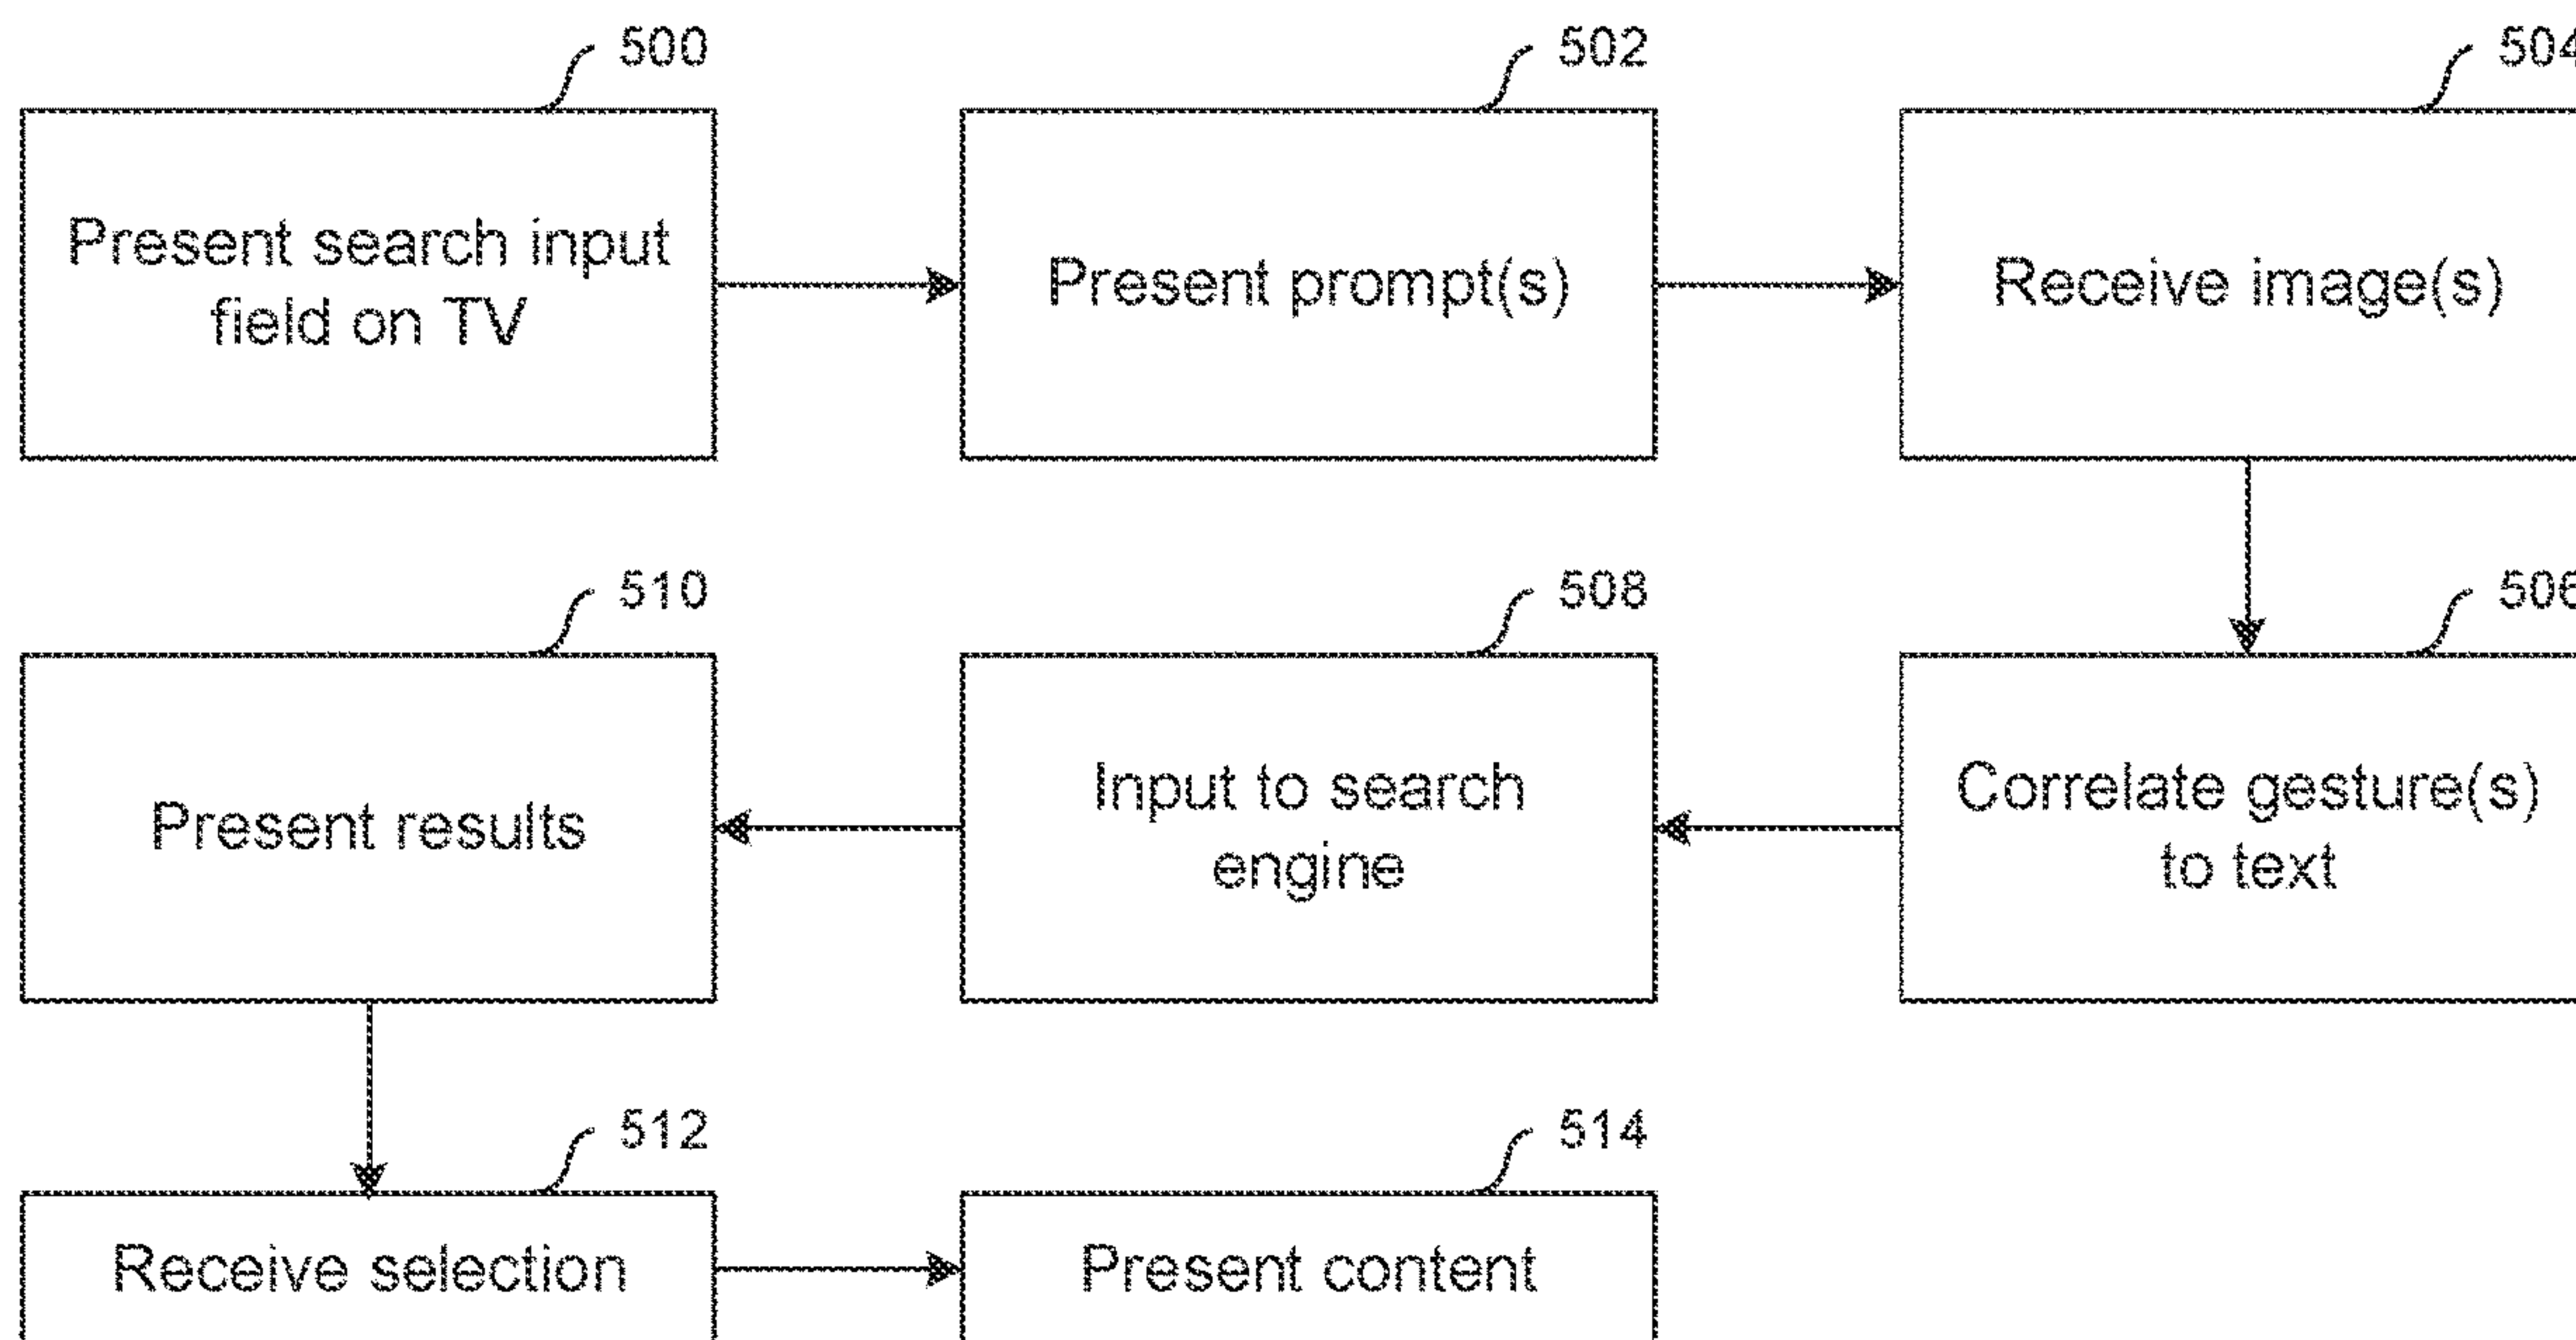 500
Present search input
field on TV
502
Present prompt(s)
504
Receive image(s)
506
Correlate gesture(s)
to text
508
Input to search
engine
510
Present results
512
Receive selection
514
Present content